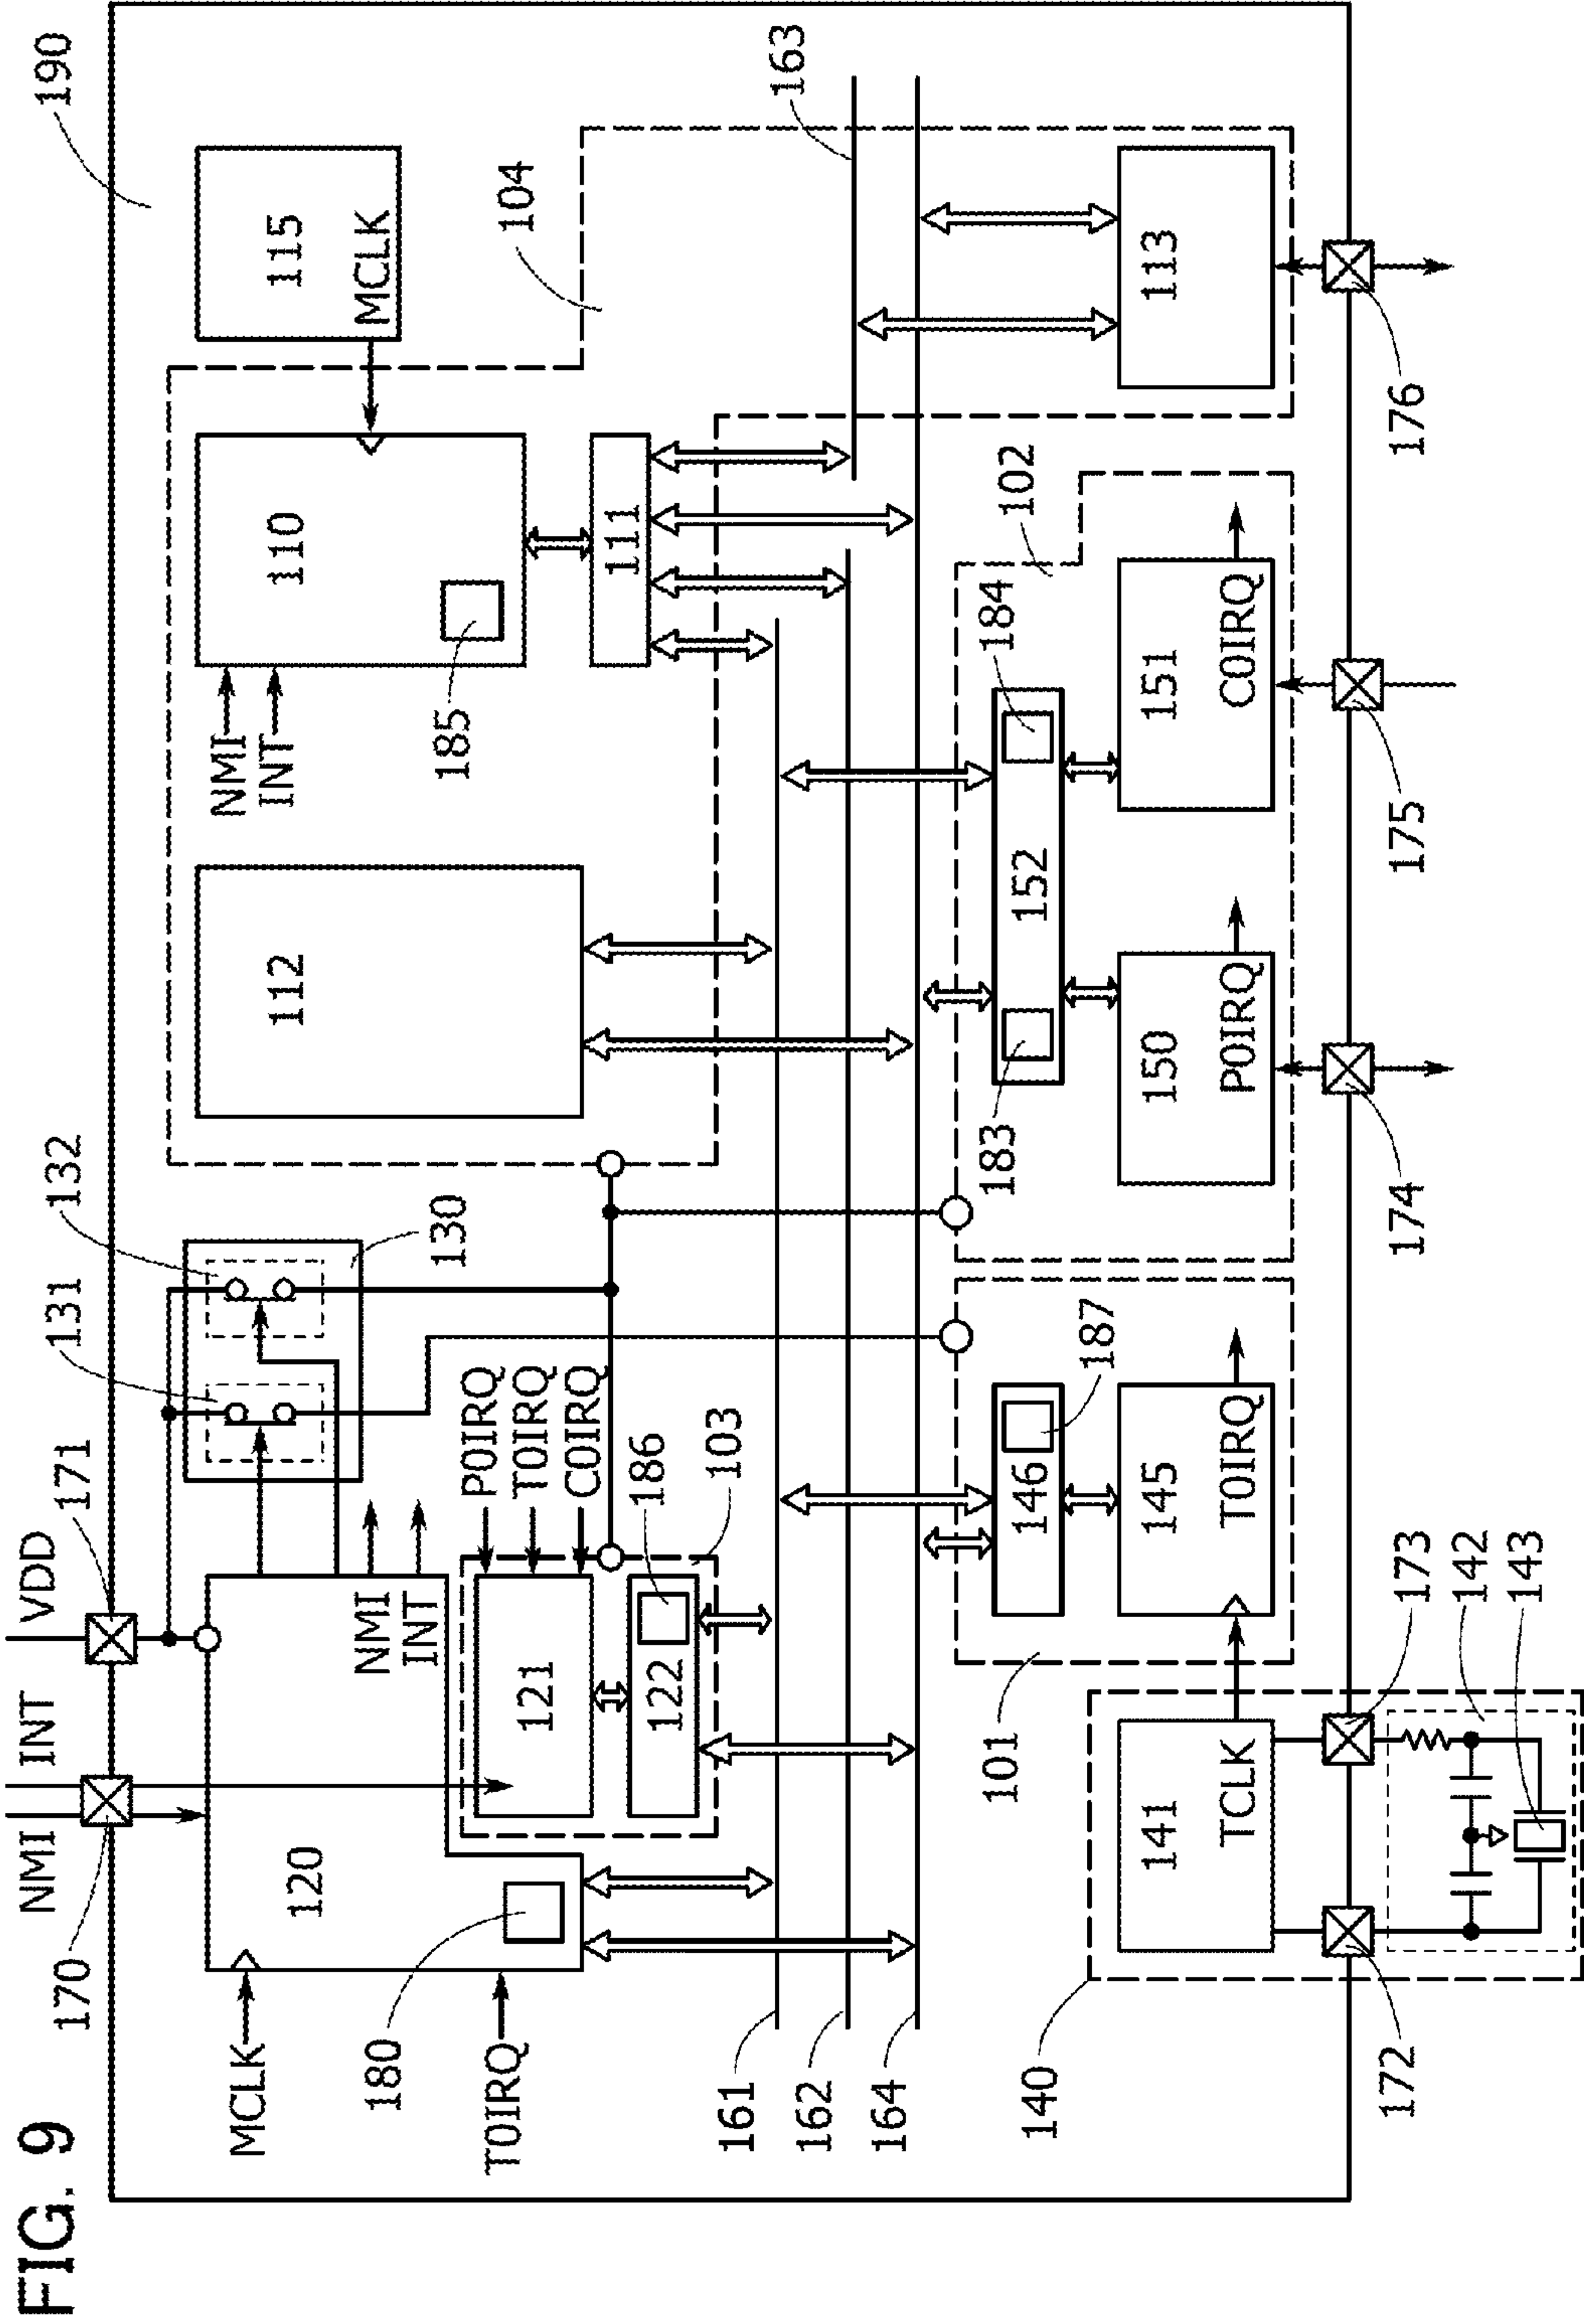 FIG. 9
NMI
INT
VDD
190
170
171
131
132
MCLK
NMI
INT
120
112
110
115
MCLK
180
NMI
INT
130
185
P0IRQ
T0IRQ
C0IRQ
T0IRQ
104
121
111
186
122
103
161
163
162
164
101
183
184
102
146
152
140
187
141
145
150
151
113
TCLK
T0IRQ
P0IRQ
C0IRQ
172
173
174
175
176
142
143